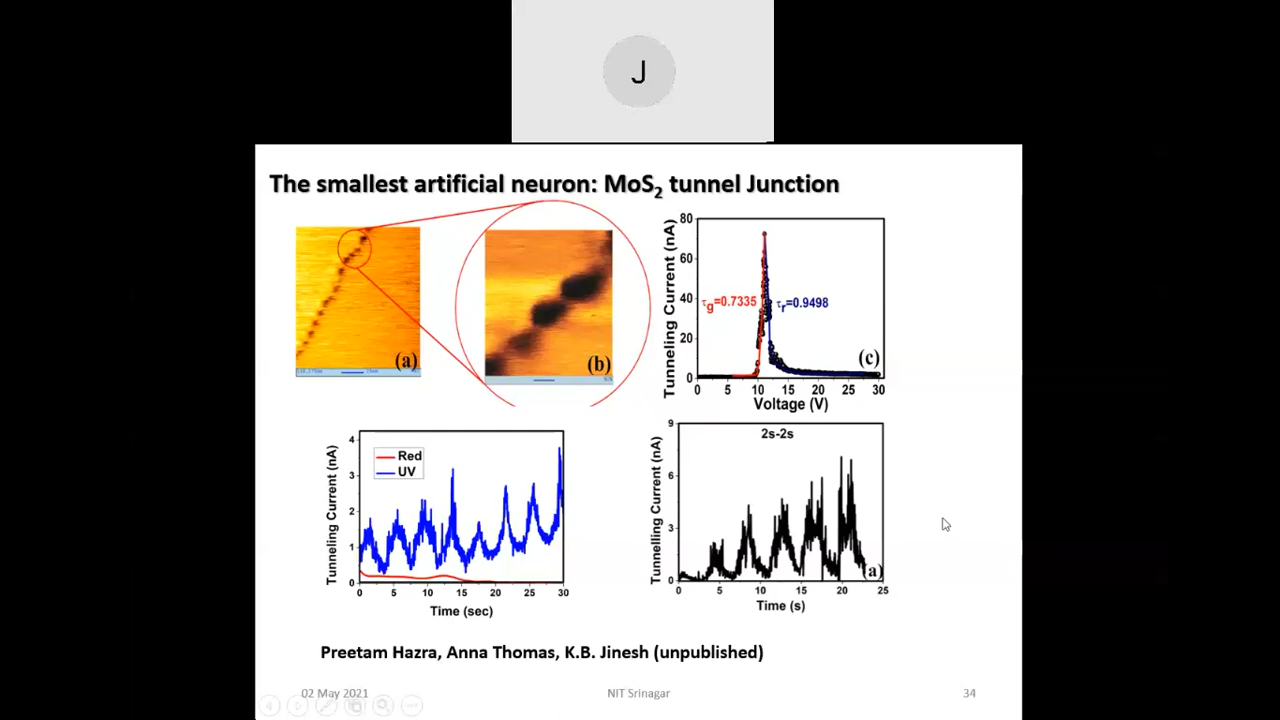 J
The smallest artificial neuron: MoS2 tunnel Junction
(a)
(b)
Tunneling Current (nA)
80
60
40
20
0
τg=0.7335
τr=0.9498
(c)
0 5 10 15 20 25 30
Voltage (V)
Tunneling Current (nA)
4
3
2
1
0
Red
UV
0 5 10 15 20 25 30
Time (sec)
Tunnelling Current (nA)
9
6
3
0
2s-2s
(a)
0 5 10 15 20 25
Time (s)
Preetam Hazra, Anna Thomas, K.B. Jinesh (unpublished)
02 May 2021
NIT Srinagar
34